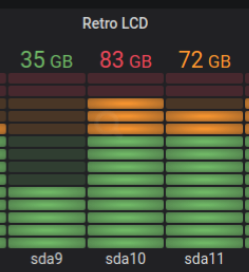 Retro LCD
35 GB 83 GB 72 GB
sda9 sda10 sda11